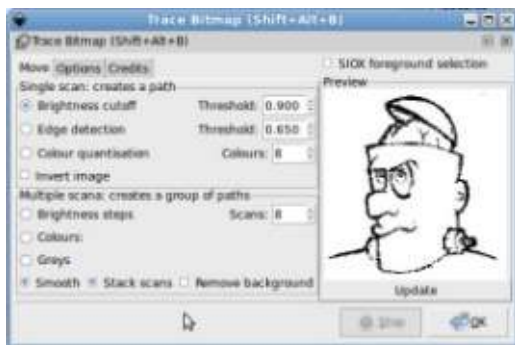 Trace Bitmap (Shift+Alt+B)
Trace Bitmap (Shift+Alt+B)
Move Options Credits
SIOX foreground selection
Single scan: creates a path
Preview
Brightness cutoff Threshold: 0.900
Edge detection Threshold: 0.650
Colour quantisation Colours: 8
Invert image
Multiple scans: creates a group of paths
Brightness steps Scans: 8
Colours:
Greys
Smooth Stack scans Remove background
Update
Stop OK